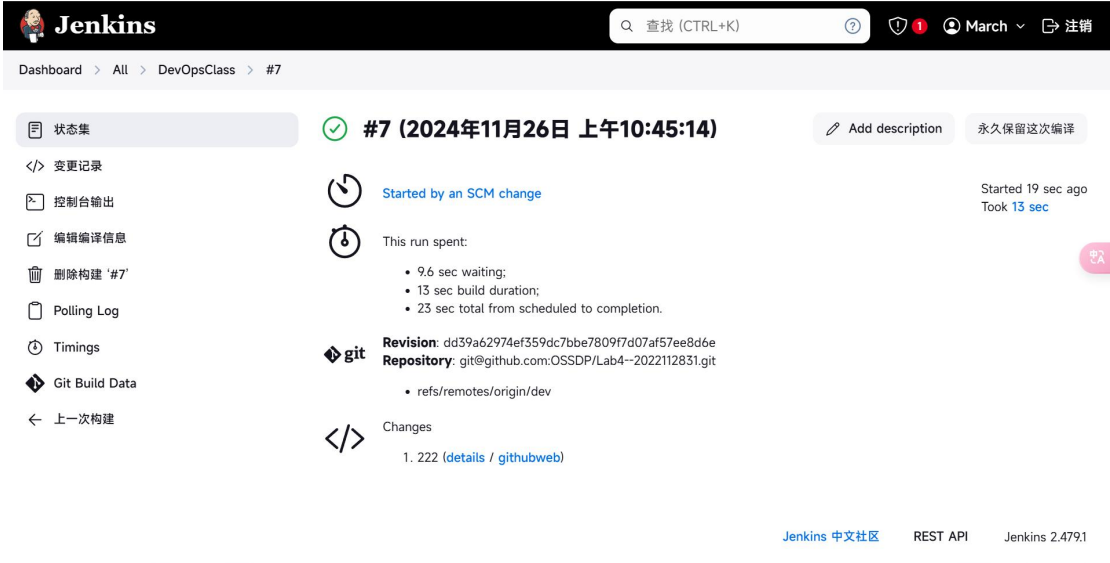 Jenkins
查找 (CTRL+K)
1
March
注销
Dashboard > All > DevOpsClass > #7
状态集
变更记录
控制台输出
编辑编译信息
删除构建 ‘#7’
Polling Log
Timings
Git Build Data
上一次构建
#7 (2024年11月26日 上午10:45:14)
Add description
永久保留这次编译
Started by an SCM change
Started 19 sec ago
Took 13 sec
This run spent:
• 9.6 sec waiting;
• 13 sec build duration;
• 23 sec total from scheduled to completion.
git
Revision: dd39a62974ef359dc7bbe7809f7d07af57ee8d6e
Repository: git@github.com:OSSDP/Lab4--2022112831.git
• refs/remotes/origin/dev
Changes
1. 222 (details / githubweb)
Jenkins 中文社区
REST API
Jenkins 2.479.1